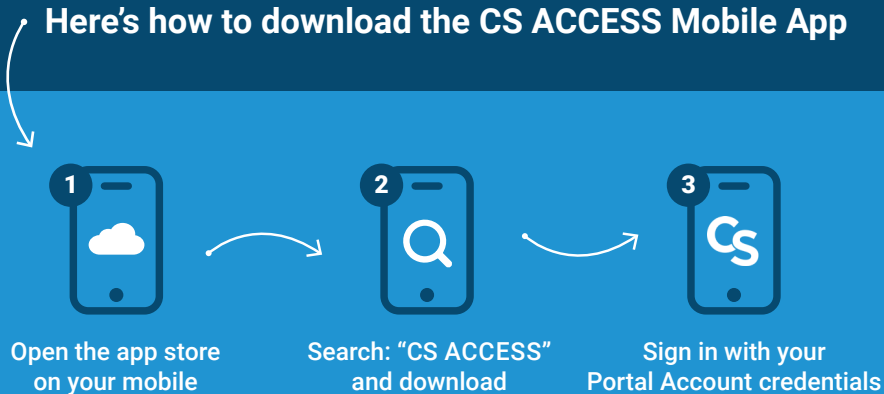 Here’s how to download the CS ACCESS Mobile App
1
2
3
CS
Open the app store
on your mobile
Search: “CS ACCESS”
and download
Sign in with your
Portal Account credentials